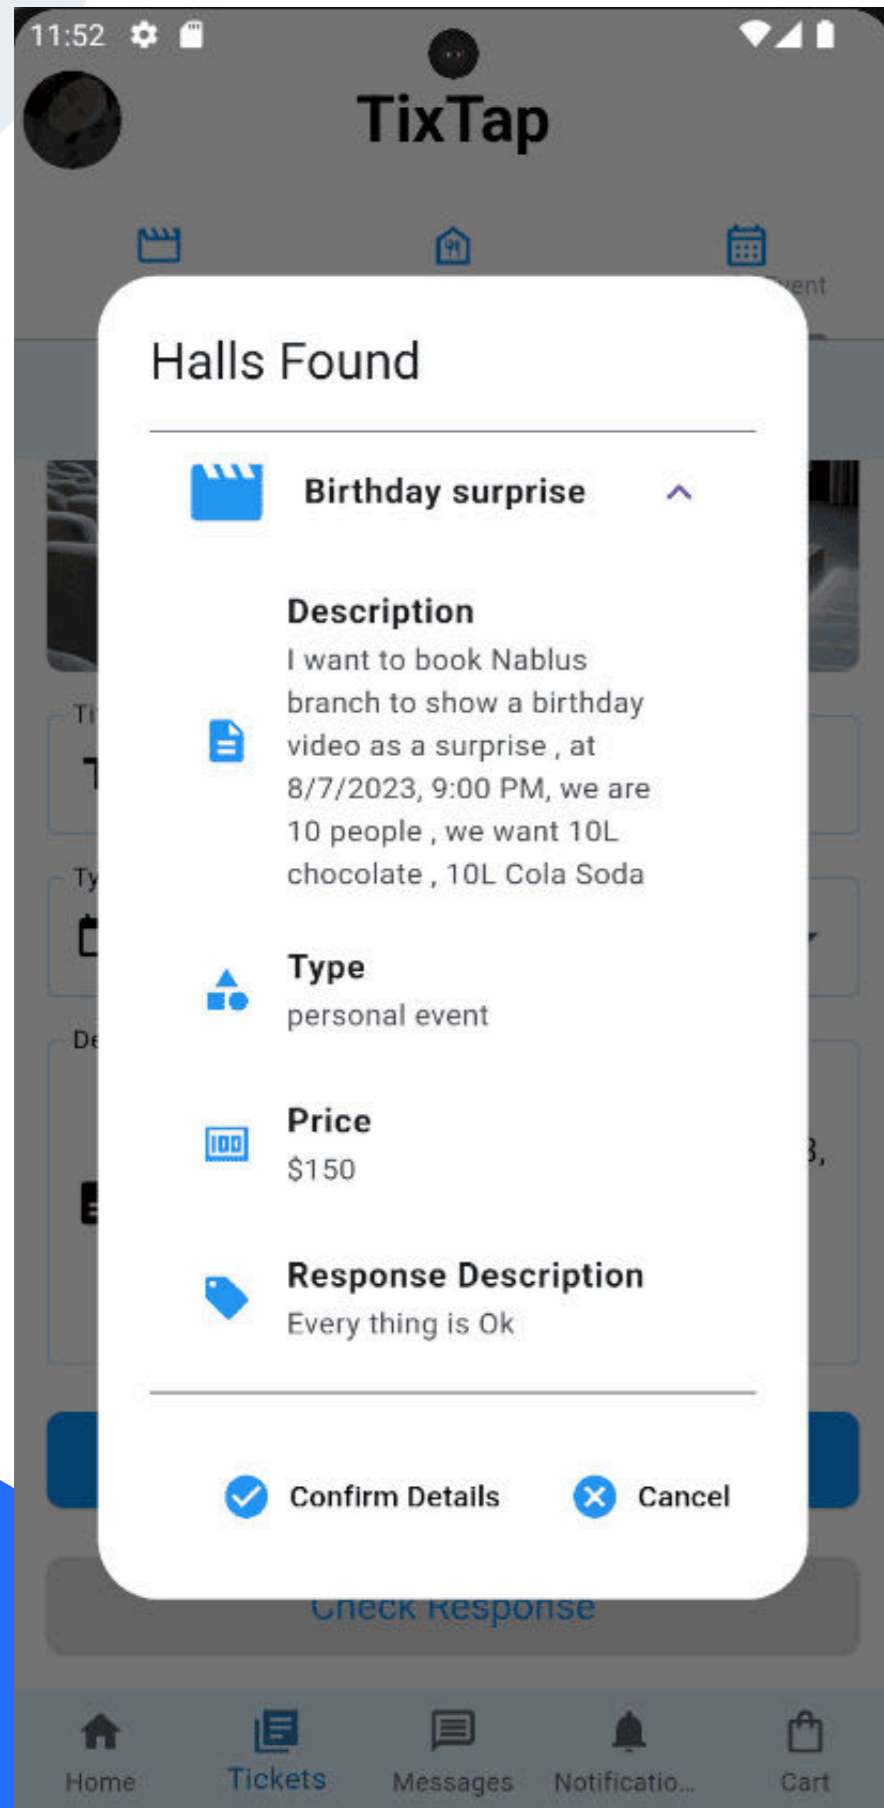 11:52
TixTap
Halls Found
Birthday surprise
Description
I want to book Nablus
branch to show a birthday
video as a surprise , at
8/7/2023, 9:00 PM, we are
10 people , we want 10L
chocolate , 10L Cola Soda
Type
personal event
Price
100
$150
Response Description
Every thing is Ok
Confirm Details
Cancel
Check Response
Home
Tickets
Messages
Notificatio...
Cart